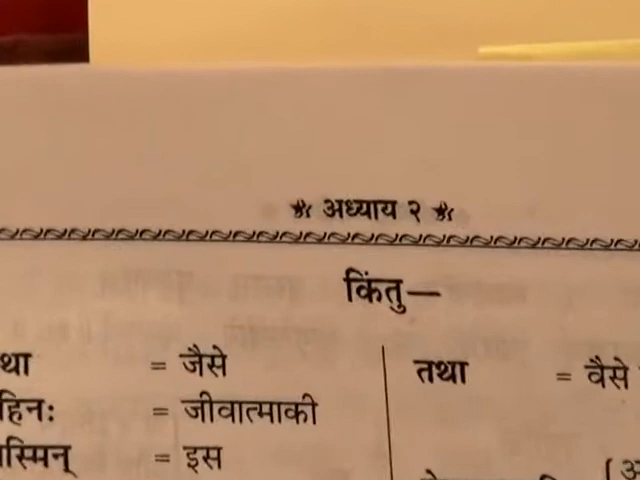 अध्याय २
किंतु—
था = जैसे तथा = वैसे
हिनः = जीवात्माकी
स्मिन् = इस